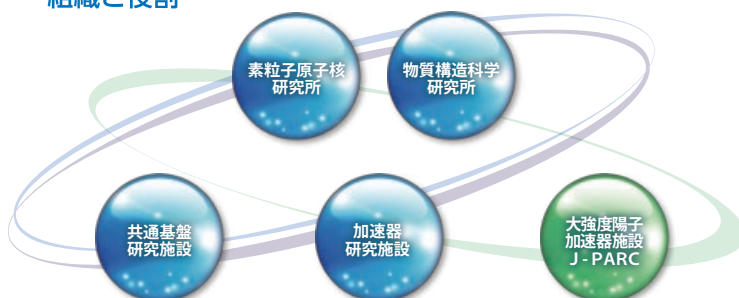 組織と役割
素粒子原子核
研究所
物質構造科学
研究所
共通基盤
研究施設
加速器
研究施設
大強度陽子
加速器施設
J-PARC